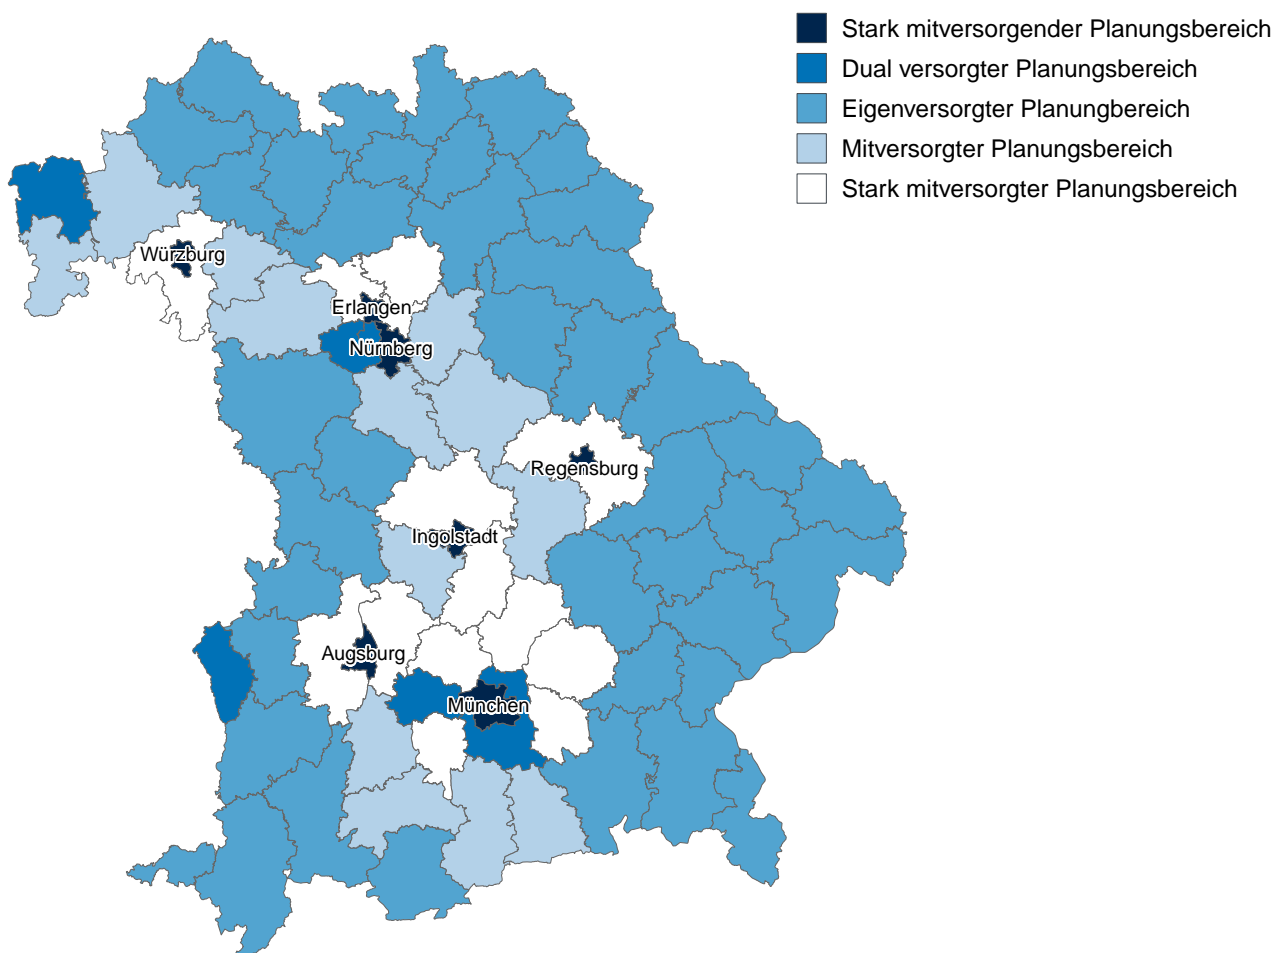 Stark mitversorgender Planungsbereich
Dual versorgter Planungsbereich
Eigenversorgter Planungbereich
Mitversorgter Planungsbereich
Stark mitversorgter Planungsbereich
Würzburg
Erlangen
Nürnberg
Regensburg
Ingolstadt
Augsburg
München